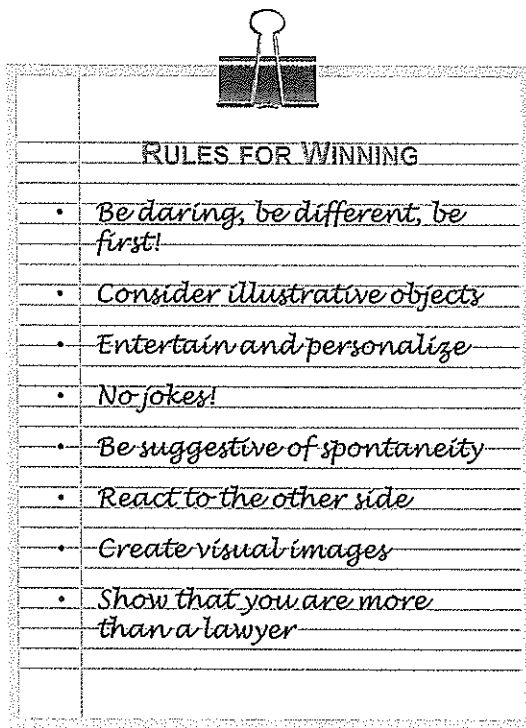 RULES FOR WINNING
• Be daring, be different, be
first!
• Consider illustrative objects
• Entertain and personalize
• No jokes!
• Be suggestive of spontaneity
• React to the other side
• Create visual images
• Show that you are more
than a lawyer